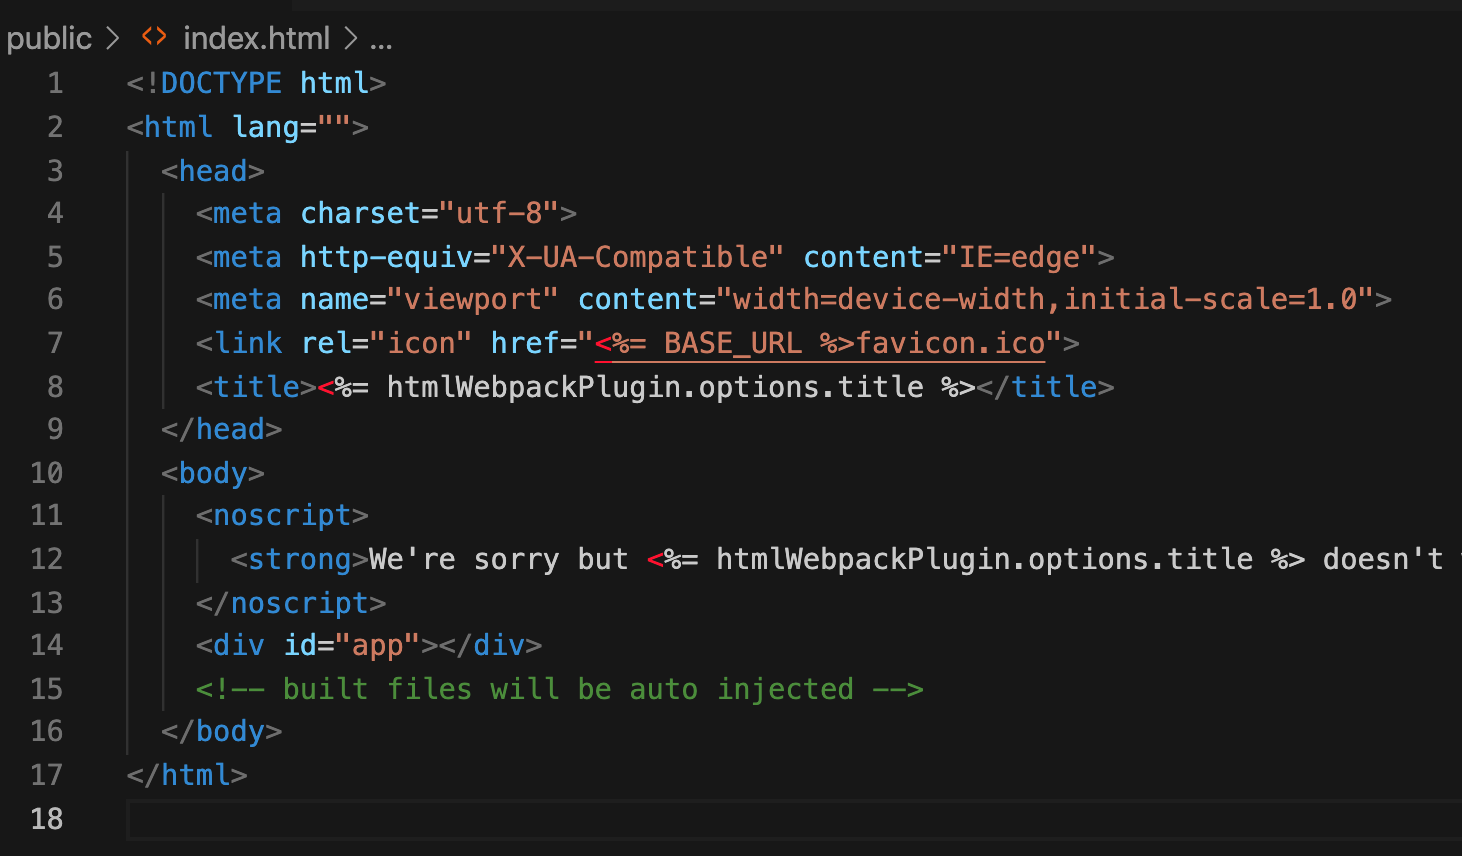 public > <> index.html > ...
1 <!DOCTYPE html>
2 <html lang="">
3   <head>
4     <meta charset="utf-8">
5     <meta http-equiv="X-UA-Compatible" content="IE=edge">
6     <meta name="viewport" content="width=device-width,initial-scale=1.0">
7     <link rel="icon" href="<%= BASE_URL %>favicon.ico">
8     <title><%= htmlWebpackPlugin.options.title %></title>
9   </head>
10   <body>
11     <noscript>
12       <strong>We're sorry but <%= htmlWebpackPlugin.options.title %> doesn't
13     </noscript>
14     <div id="app"></div>
15     <!-- built files will be auto injected -->
16   </body>
17 </html>
18